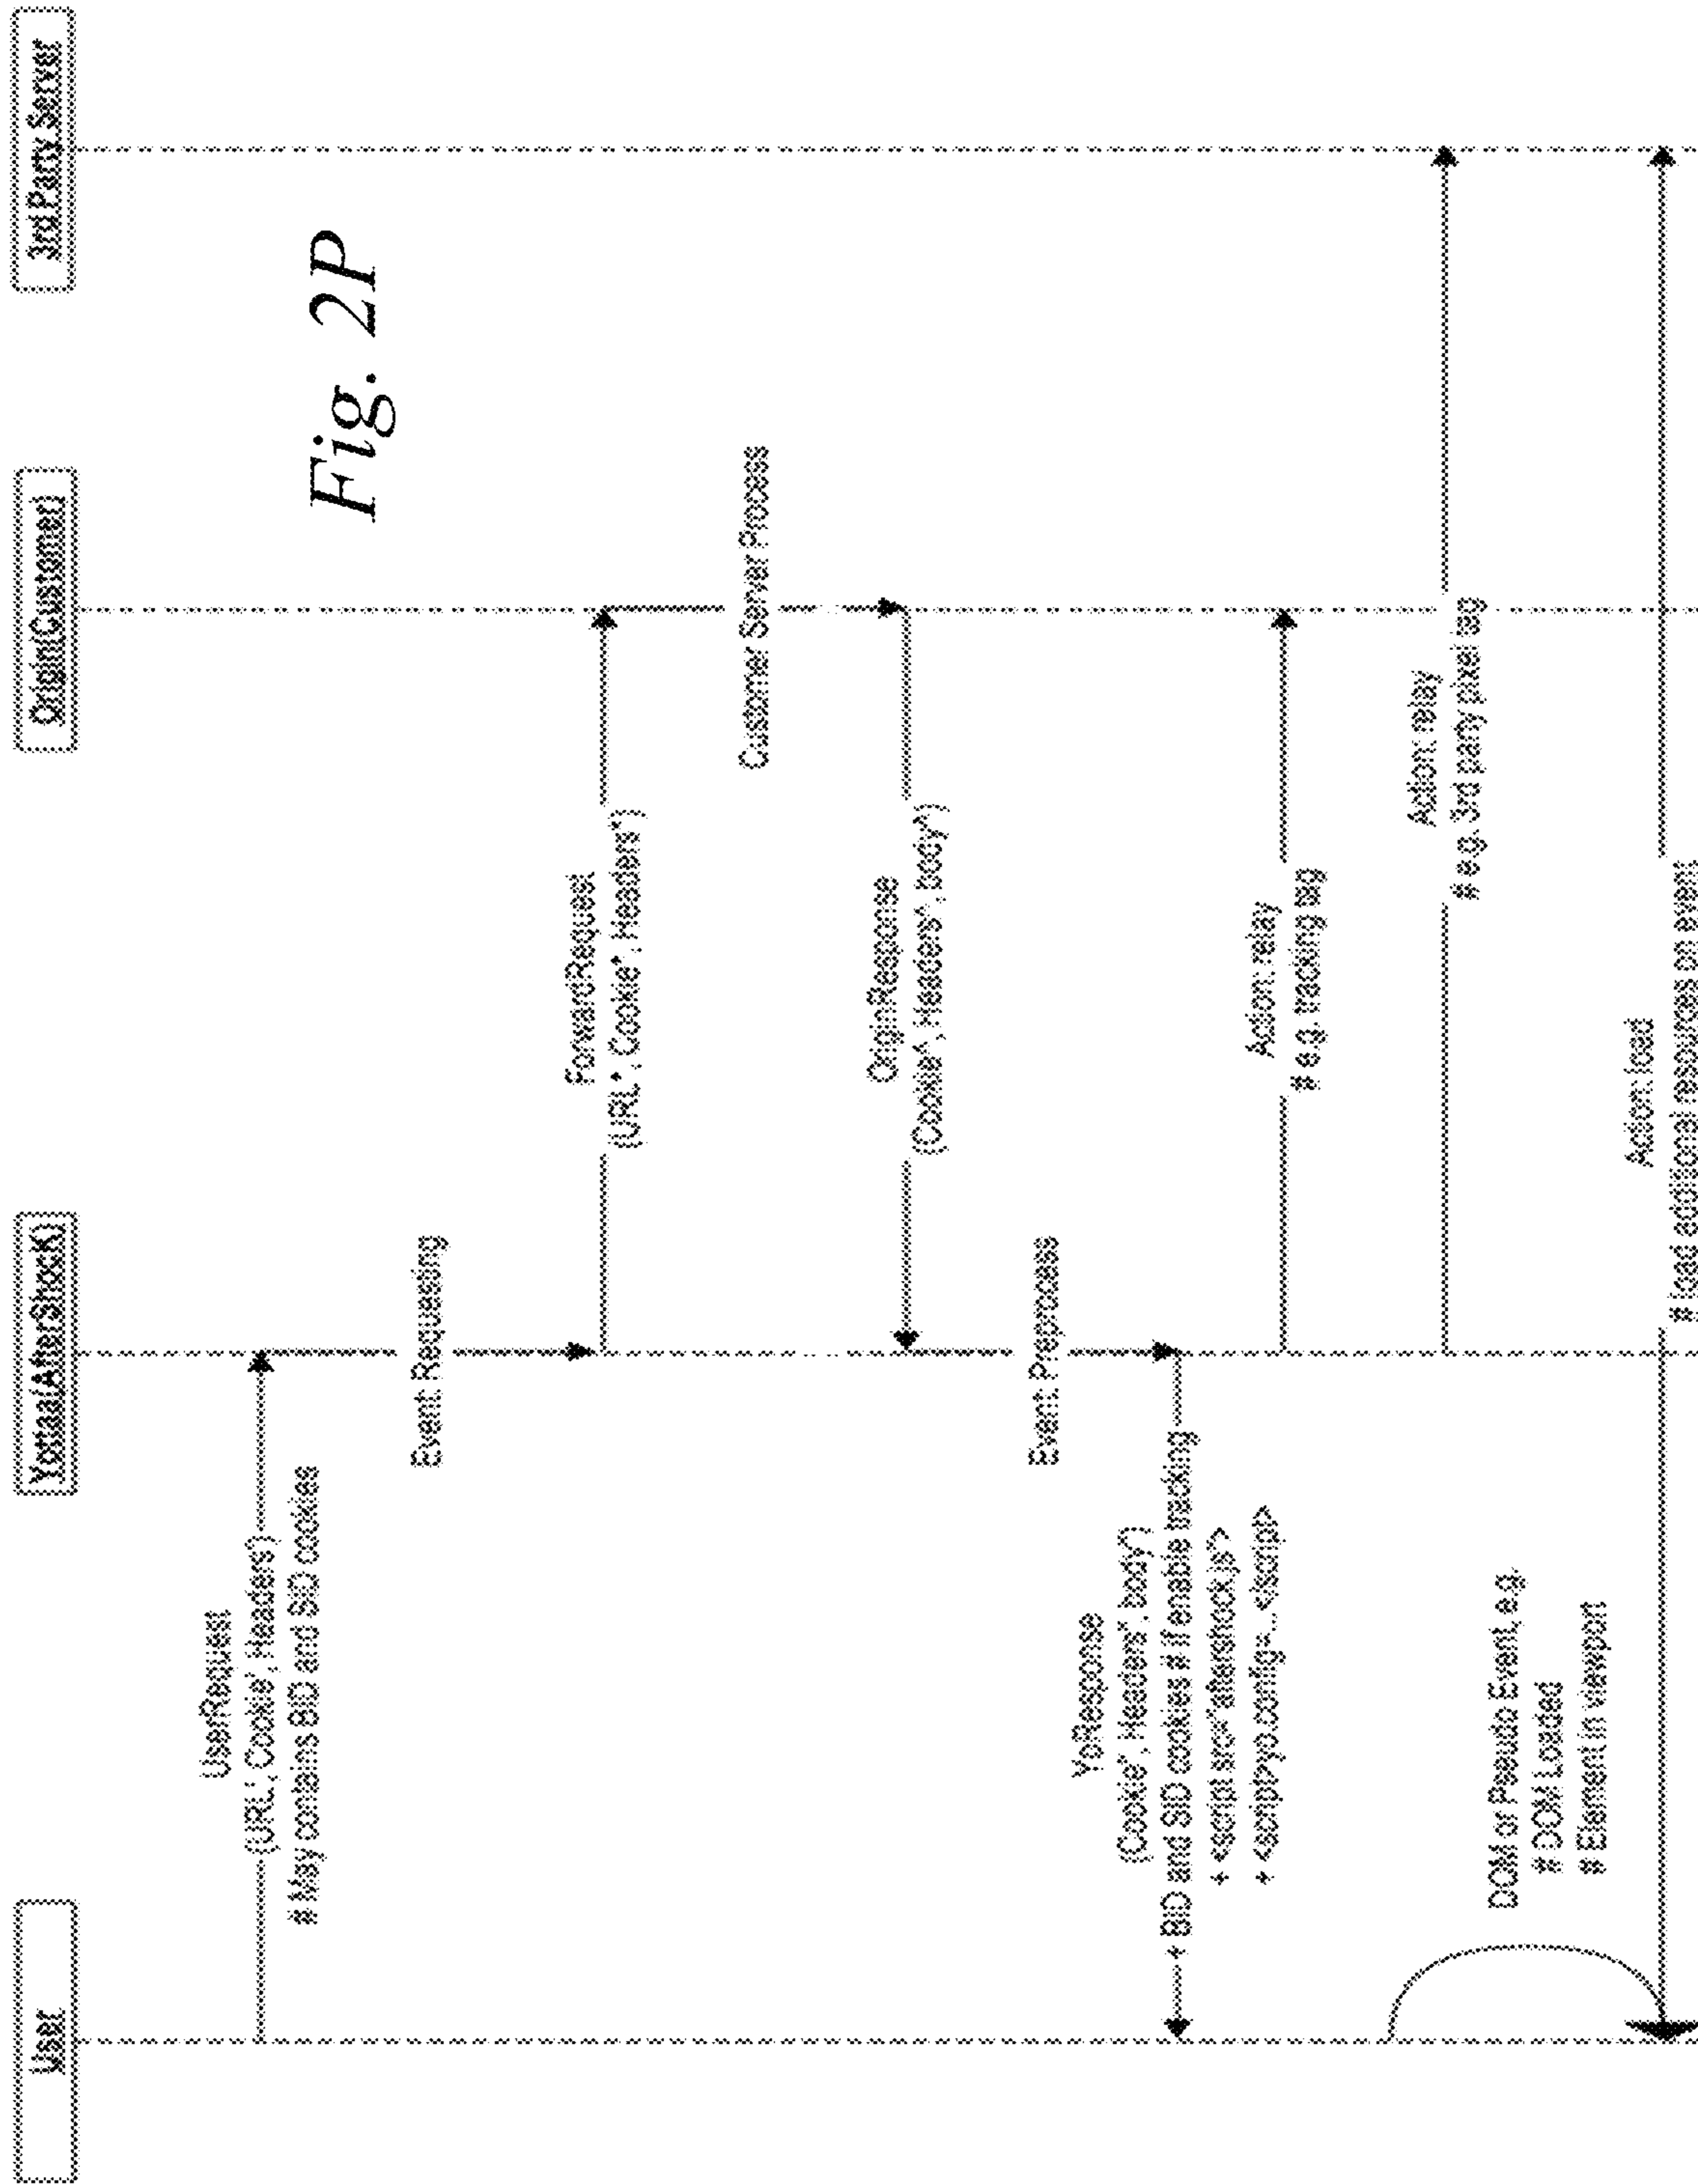 User
Yottaa(AfterShocK)
Origin(Customer)
3rd Party Server
Fig. 2P
UserRequest
(URL', Cookie', Headers')
# May contains BID and SID cookies
Event Requesting
ForwardRequest
(URL*, Cookie*, Headers*)
Customer Server Process
OriginResponse
(Cookie^, Headers^, body^)
Event Preprocess
YoResponse
(Cookie", Headers", body")
+ BID and SID cookies # if enable tracking
+ <script src="aftershock.js">
+ <script>yo.config=...<script>
Action: relay
# e.g. tracking tag
Action: relay
# e.g. 3rd party pixel tag
DOM or Pseudo Event, e.g.
# DOM Loaded
# Element in viewport
Action: load
# load additional resources on event